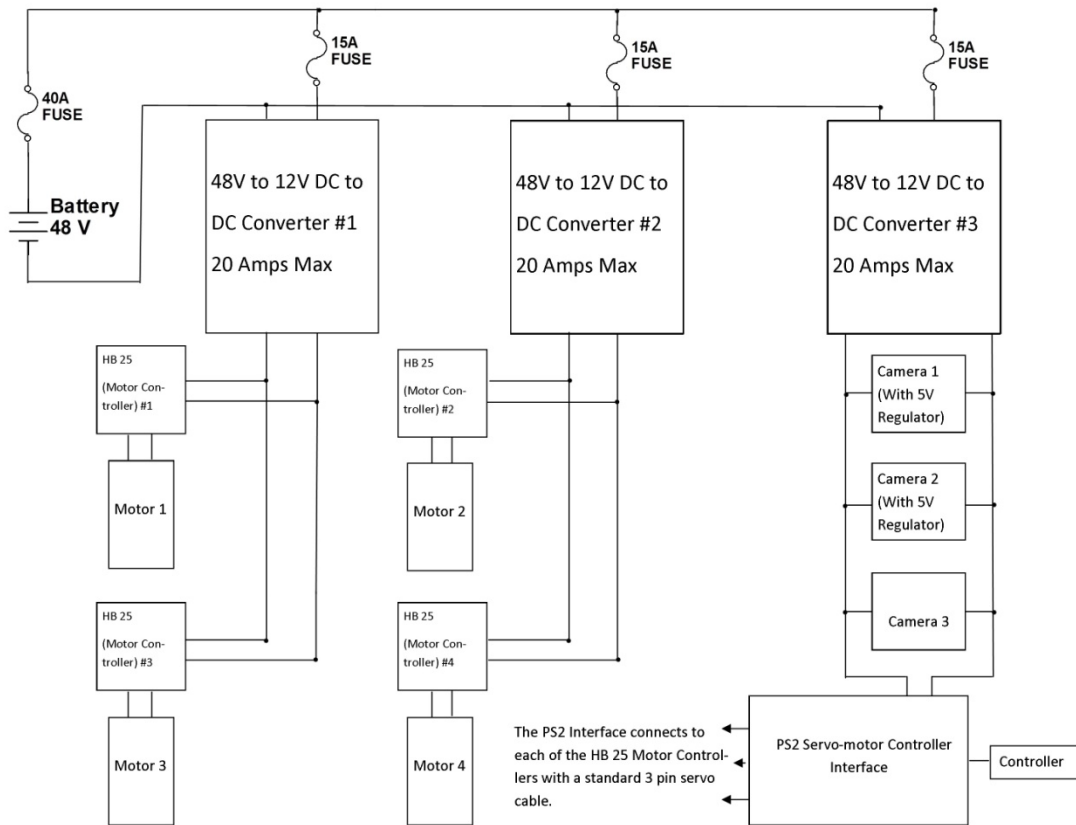 15A
FUSE
15A
FUSE
15A
FUSE
40A
FUSE
Battery
48 V
48V to 12V DC to
DC Converter #1
20 Amps Max
48V to 12V DC to
DC Converter #2
20 Amps Max
48V to 12V DC to
DC Converter #3
20 Amps Max
HB 25
(Motor Con-
troller) #1
Motor 1
HB 25
(Motor Con-
troller) #2
Motor 2
Camera 1
(With 5V
Regulator)
Camera 2
(With 5V
Regulator)
Camera 3
HB 25
(Motor Con-
troller) #3
Motor 3
HB 25
(Motor Con-
troller) #4
Motor 4
The PS2 Interface connects to
each of the HB 25 Motor Control-
lers with a standard 3 pin servo
cable.
PS2 Servo-motor Controller
Interface
Controller